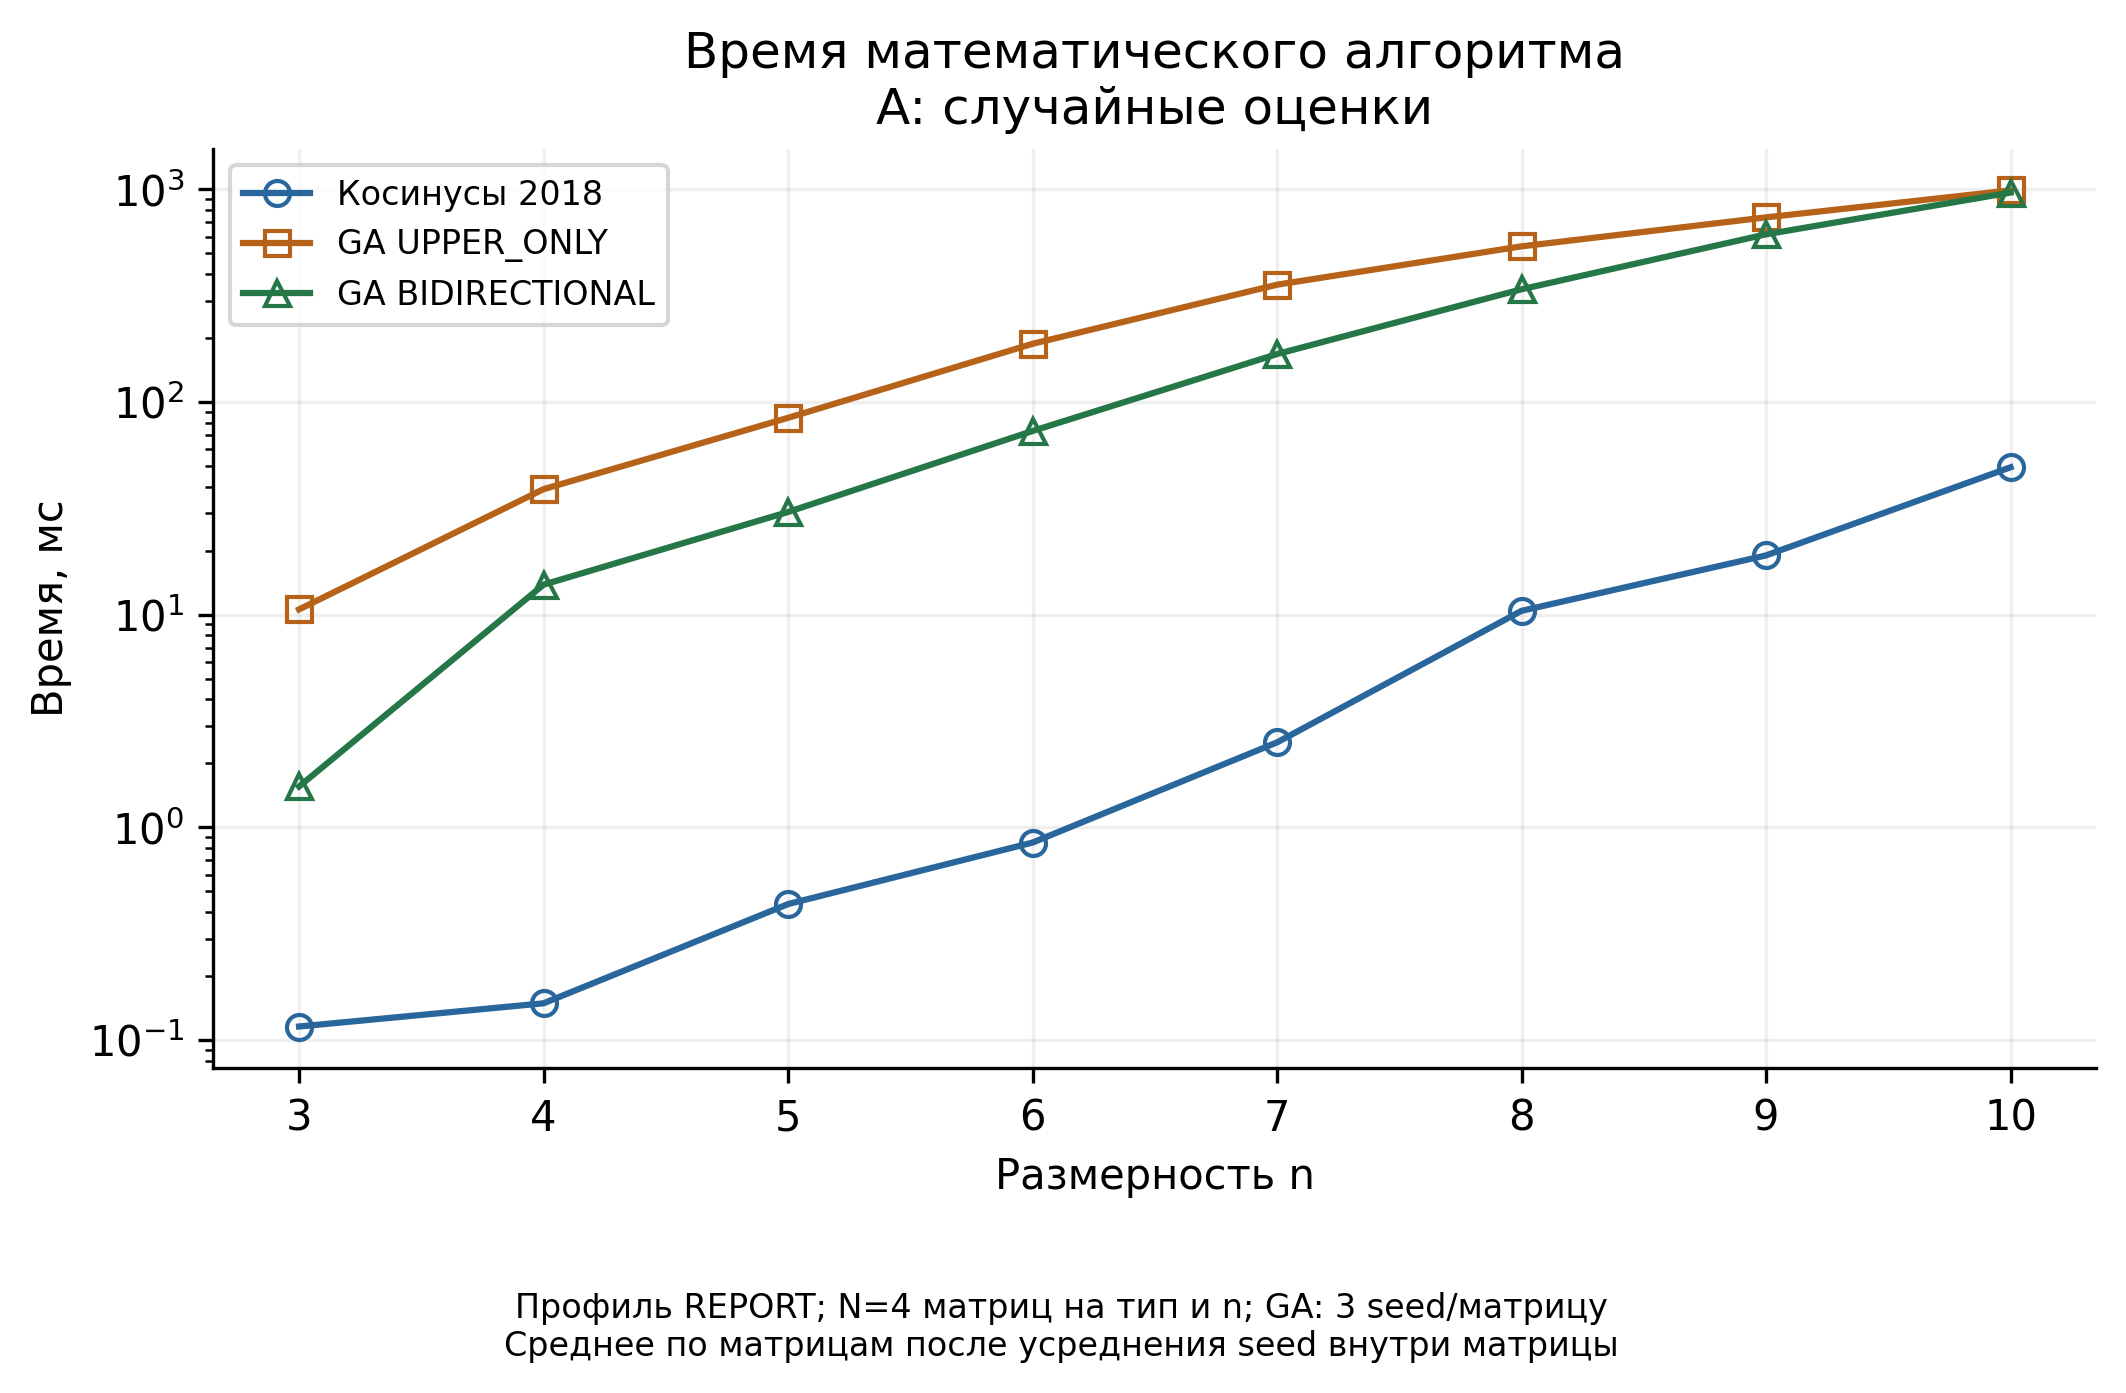 Время математического алгоритма
A: случайные оценки
Косинусы 2018
GA UPPER_ONLY
GA BIDIRECTIONAL
Время, мс
10³
10²
10¹
10⁰
10⁻¹
3 4 5 6 7 8 9 10
Размерность n
Профиль REPORT; N=4 матриц на тип и n; GA: 3 seed/матрицу
Среднее по матрицам после усреднения seed внутри матрицы